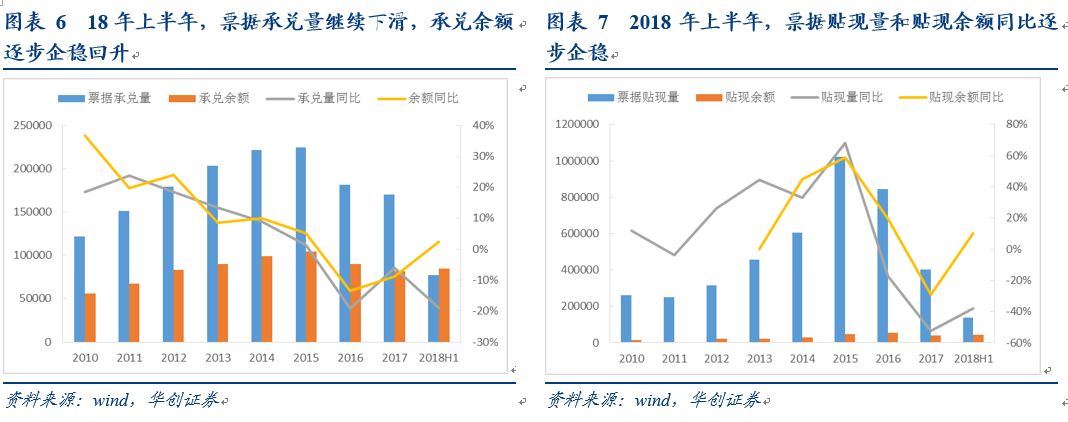 图表 6 18 年上半年，票据承兑量继续下滑，承兑余额
逐步企稳回升
票据承兑量 承兑余额 承兑量同比 余额同比
250000
200000
150000
100000
50000
0
40%
30%
20%
10%
0%
-10%
-20%
-30%
2010 2011 2012 2013 2014 2015 2016 2017 2018H1
资料来源：wind，华创证券
图表 7 2018 年上半年，票据贴现量和贴现余额同比逐
步企稳
票据贴现量 贴现余额 贴现量同比 贴现余额同比
1200000
1000000
800000
600000
400000
200000
0
80%
60%
40%
20%
0%
-20%
-40%
-60%
2010 2011 2012 2013 2014 2015 2016 2017 2018H1
资料来源：wind，华创证券